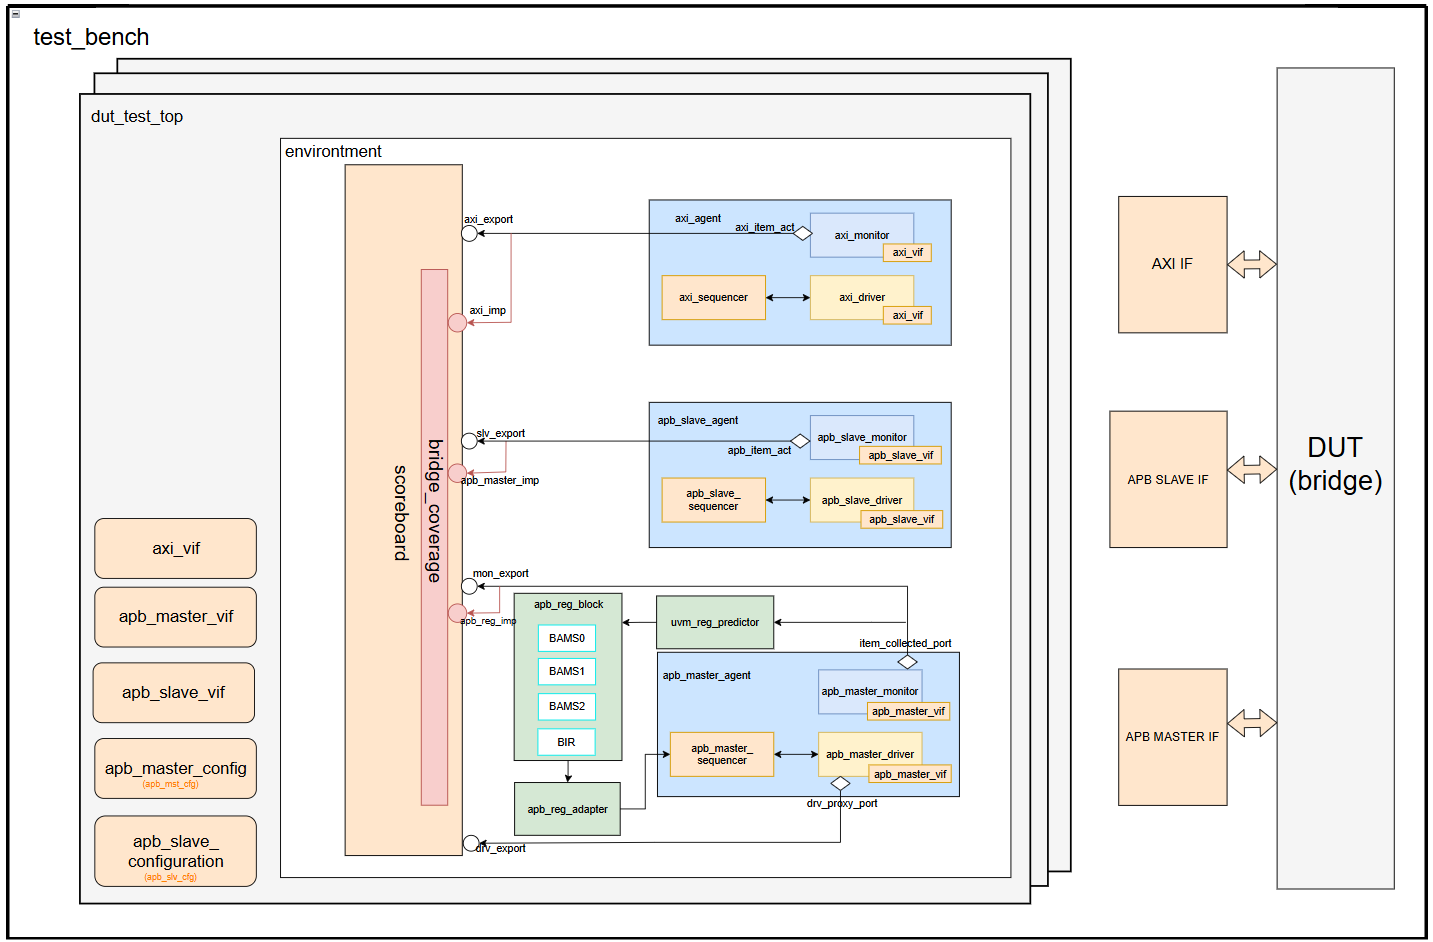 test_bench
dut_test_top
environtment
axi_export
axi_agent
axi_item_act
axi_monitor
axi_vif
axi_sequencer
axi_driver
axi_vif
axi_imp
AXI IF
scoreboard
bridge_coverage
slv_export
apb_slave_agent
apb_item_act
apb_slave_monitor
apb_slave_vif
apb_master_imp
apb_slave_
sequencer
apb_slave_driver
apb_slave_vif
APB SLAVE IF
DUT
(bridge)
axi_vif
apb_master_vif
apb_slave_vif
apb_master_config
(apb_mst_cfg)
apb_slave_
configuration
(apb_slv_cfg)
mon_export
apb_reg_imp
apb_reg_block
BAMS0
BAMS1
BAMS2
BIR
uvm_reg_predictor
item_collected_port
apb_master_agent
apb_master_monitor
apb_master_vif
apb_master_
sequencer
apb_master_driver
apb_master_vif
drv_proxy_port
apb_reg_adapter
drv_export
APB MASTER IF